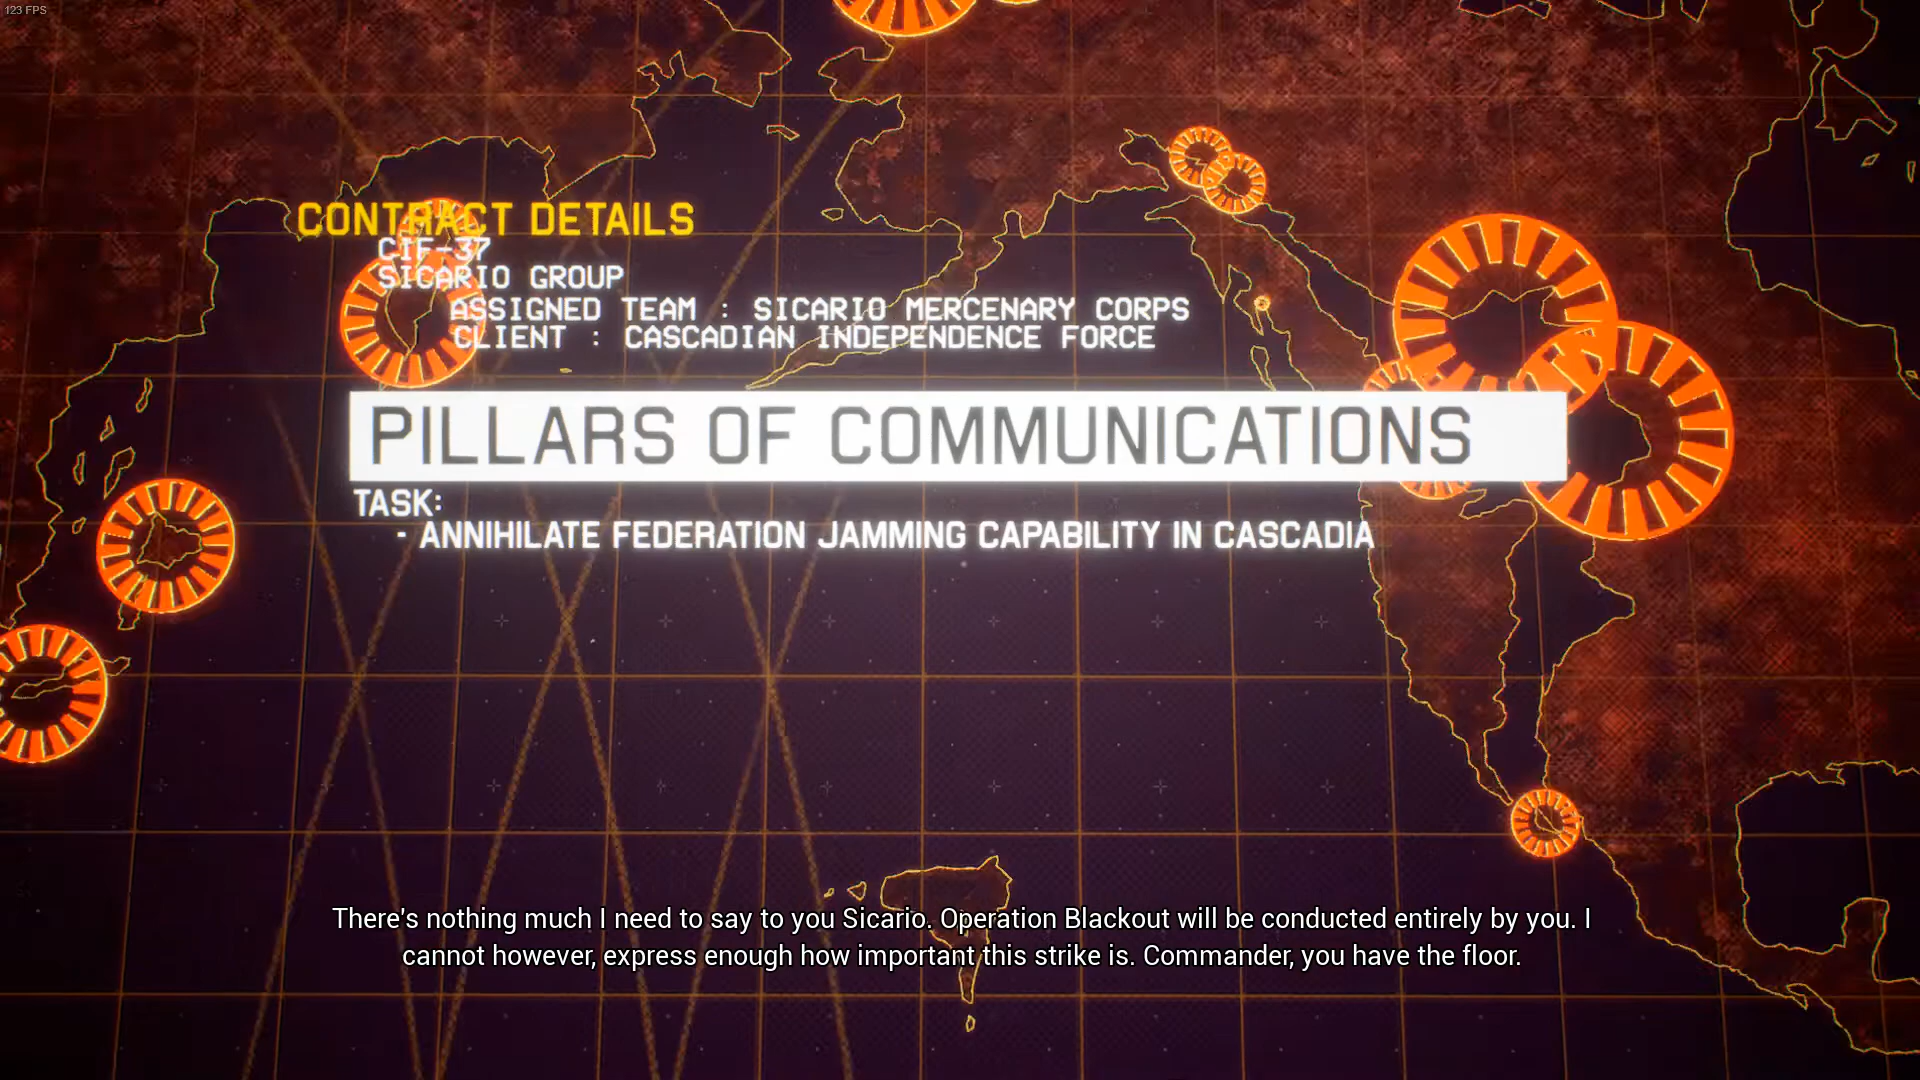 123 FPS
CONTRACT DETAILS
CIF-37
SICARIO GROUP
ASSIGNED TEAM : SICARIO MERCENARY CORPS
CLIENT : CASCADIAN INDEPENDENCE FORCE
PILLARS OF COMMUNICATIONS
TASK:
- ANNIHILATE FEDERATION JAMMING CAPABILITY IN CASCADIA
There's nothing much I need to say to you Sicario. Operation Blackout will be conducted entirely by you. I
cannot however, express enough how important this strike is. Commander, you have the floor.